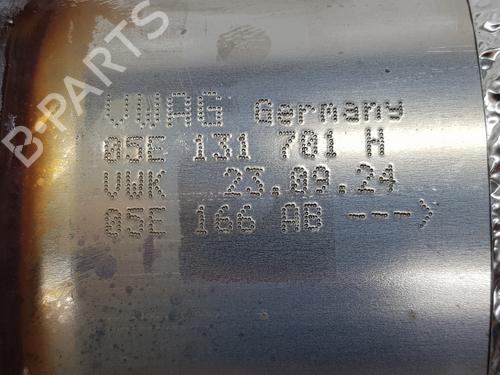 VWAG Germany
05E 131 701 H
VWK 23.09.24
05E 166 AB --->
B-PARTS